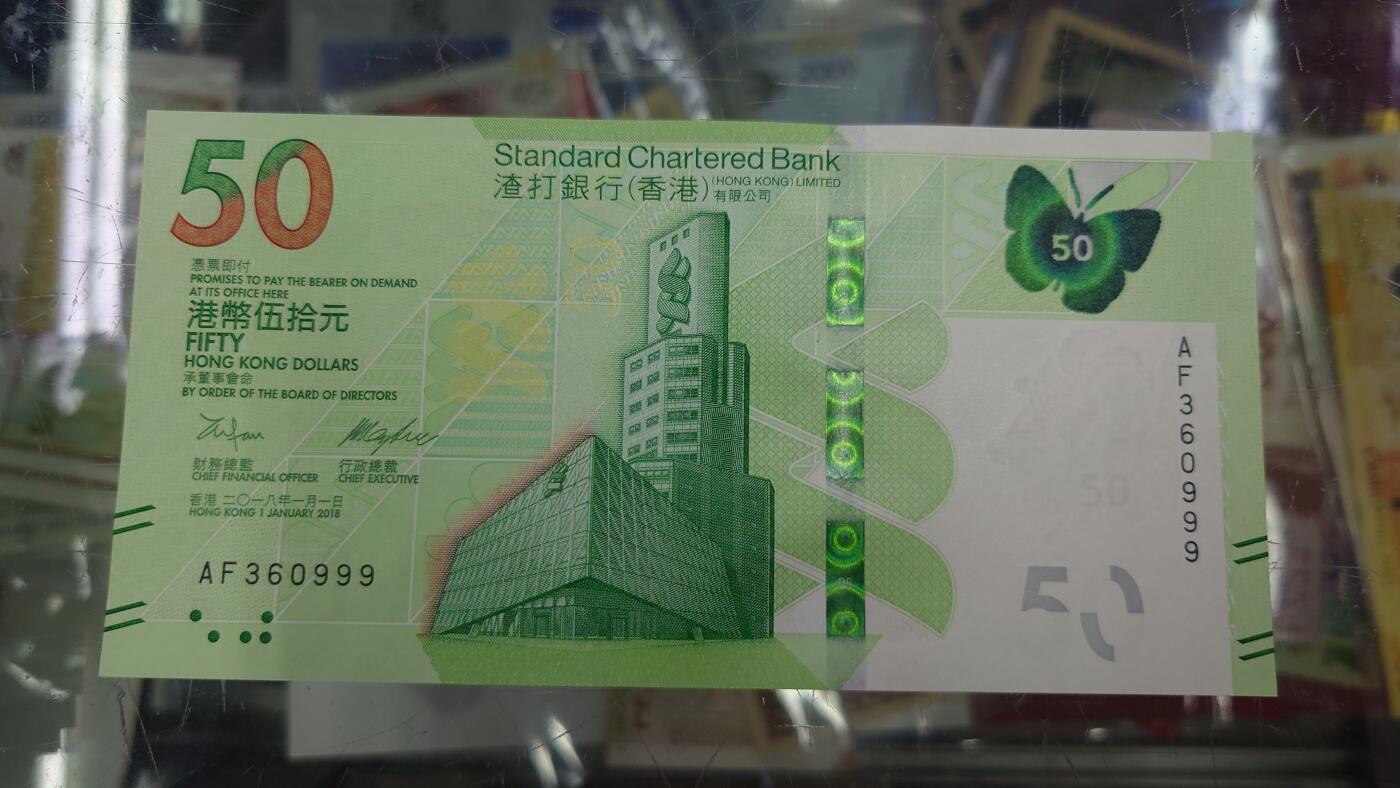 50
Standard Chartered Bank
渣打銀行(香港) (HONG KONG) LIMITED
有限公司
50
憑票即付
PROMISES TO PAY THE BEARER ON DEMAND
AT ITS OFFICE HERE
港幣伍拾元
FIFTY
HONG KONG DOLLARS
承董事會命
BY ORDER OF THE BOARD OF DIRECTORS
財務總監 行政總裁
CHIEF FINANCIAL OFFICER CHIEF EXECUTIVE
香港 二〇一八年一月一日
HONG KONG 1 JANUARY 2018
AF360999
AF360999
50
50